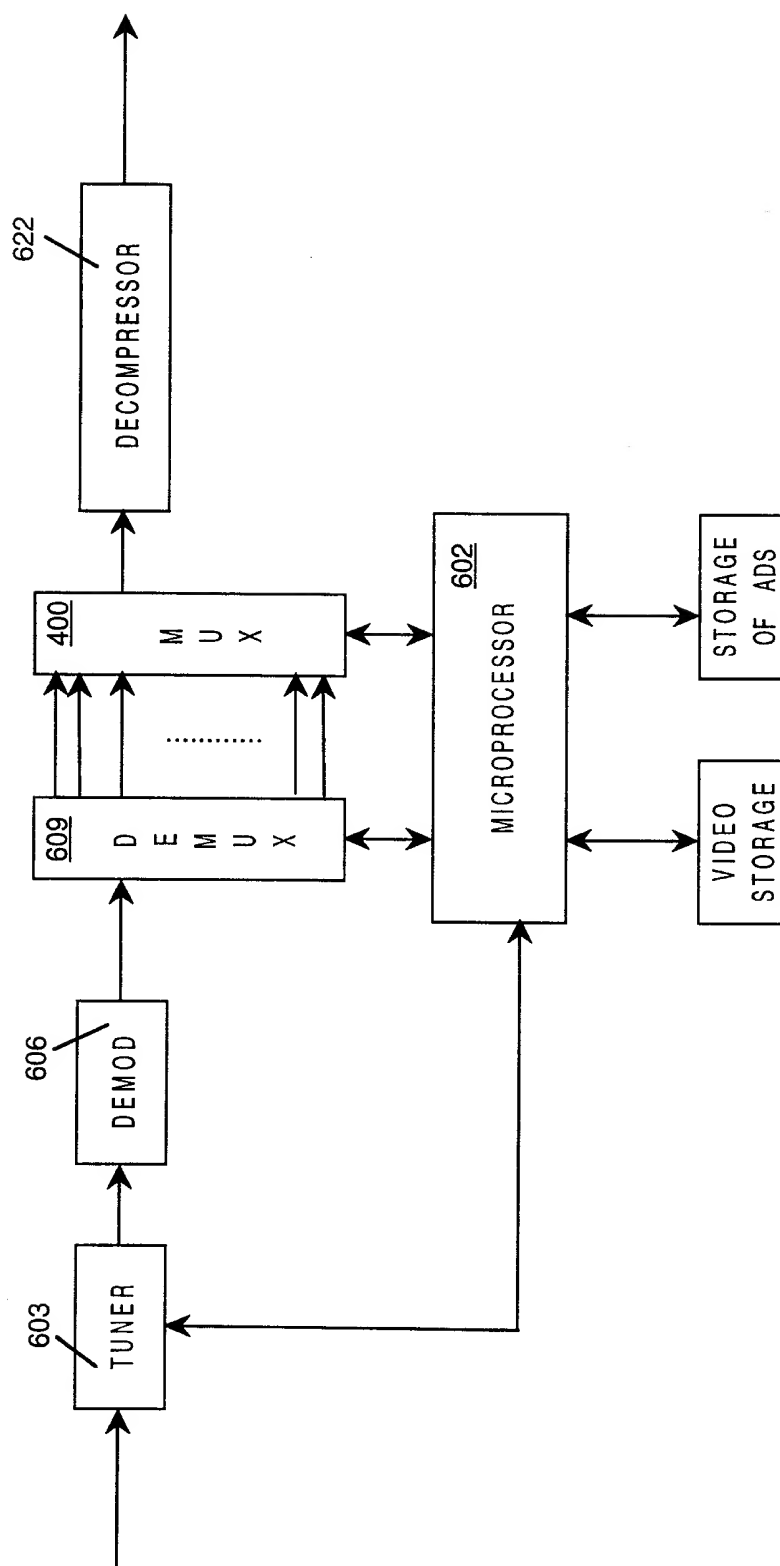 622
DECOMPRESSOR
400
MUX
609
DEMUX
602
MICROPROCESSOR
606
DEMOD
603
TUNER
STORAGE
OF ADS
VIDEO
STORAGE